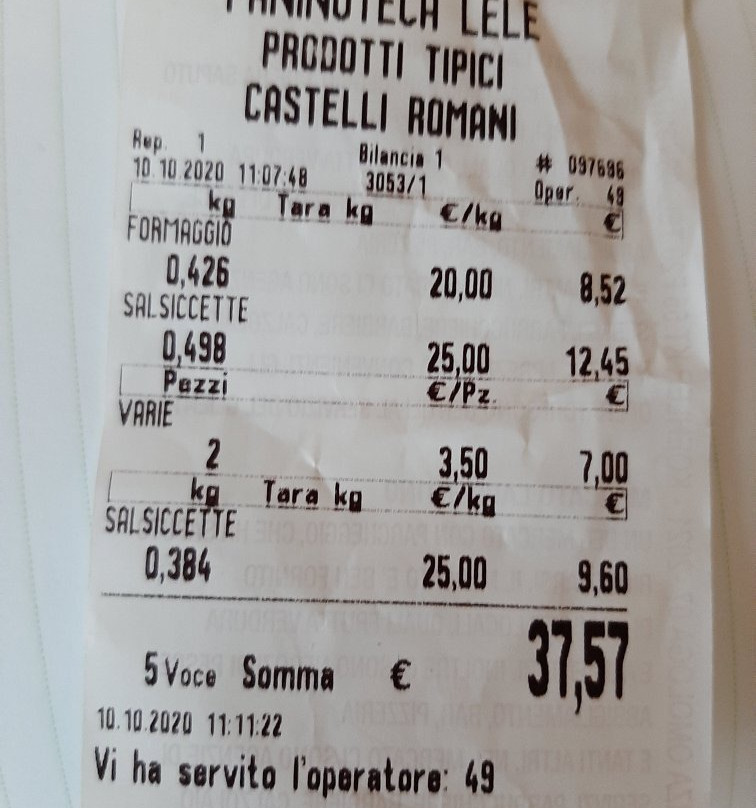 PANINOTECA LELE
PRODOTTI TIPICI
CASTELLI ROMANI
Rep. 1 Bilancia 1 # 097696
10.10.2020 11:07:48 3053/1 Oper. 49
kg Tara kg €/kg €
FORMAGGIO
0,426 20,00 8,52
SALSICCETTE
0,498 25,00 12,45
Pezzi €/Pz. €
VARIE
2 3,50 7,00
kg Tara kg €/kg €
SALSICCETTE
0,384 25,00 9,60
5 Voce Somma € 37,57
10.10.2020 11:11:22
Vi ha servito l'operatore: 49